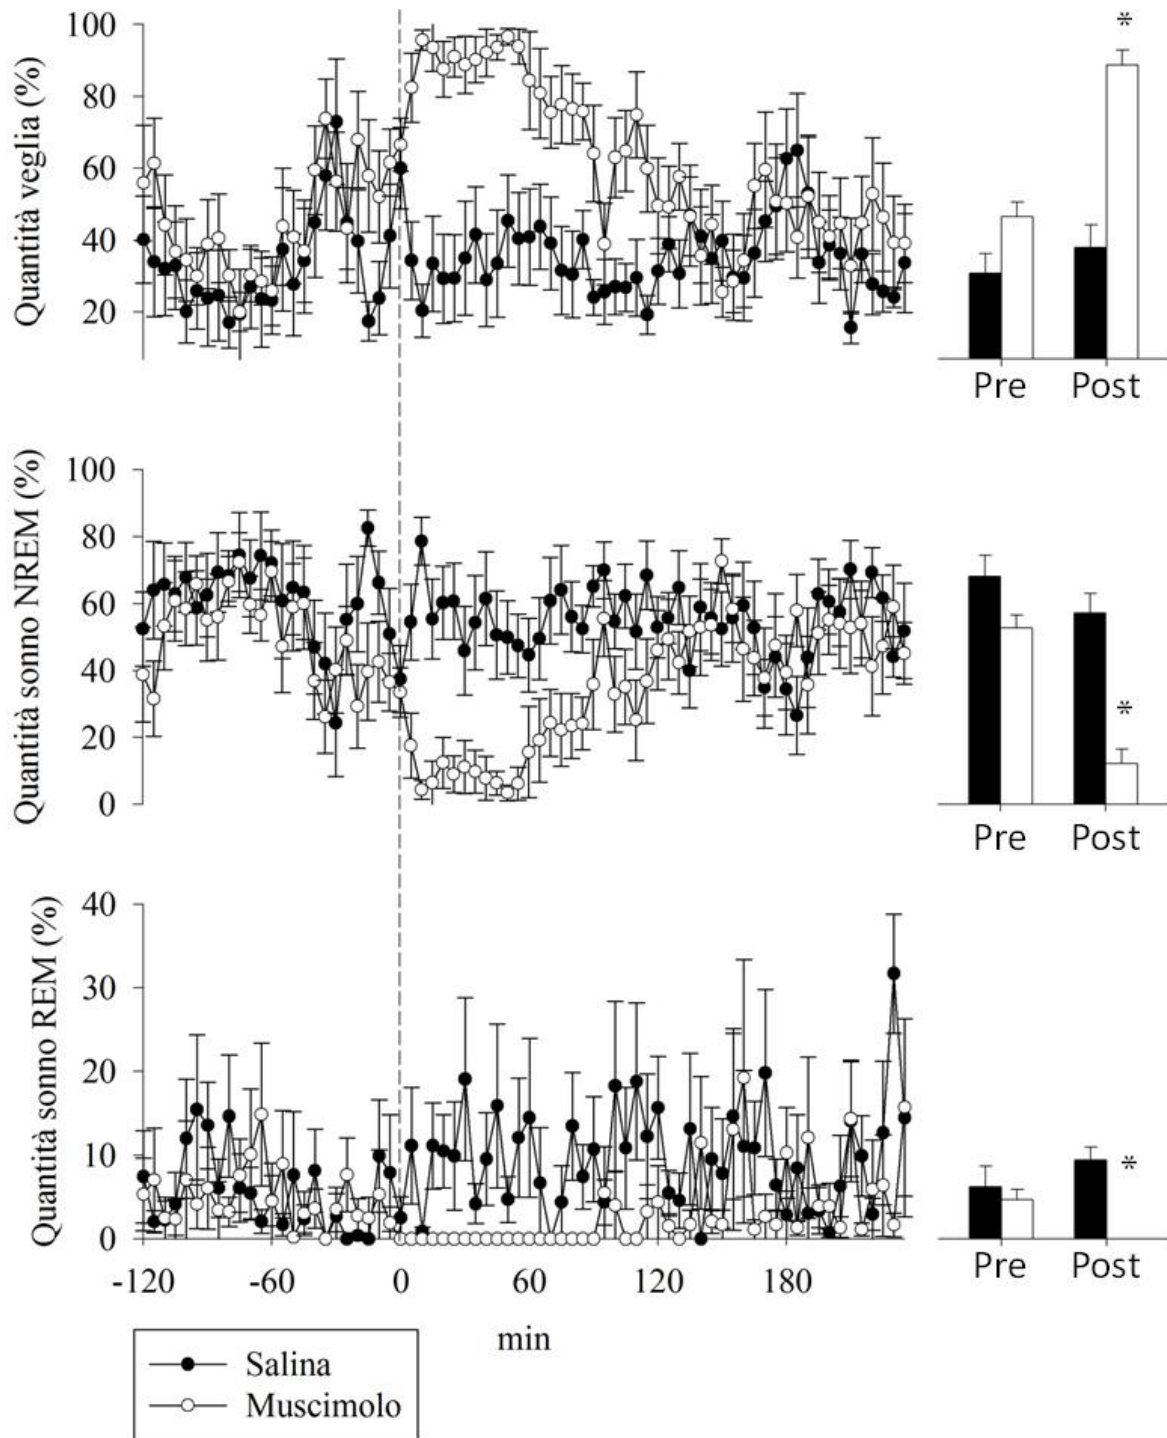 Quantità veglia (%)
100
80
60
40
20
*
Pre Post
Quantità sonno NREM (%)
100
80
60
40
20
0
*
Pre Post
Quantità sonno REM (%)
40
30
20
10
0
*
Pre Post
-120 -60 0 60 120 180
min
Salina
Muscimolo